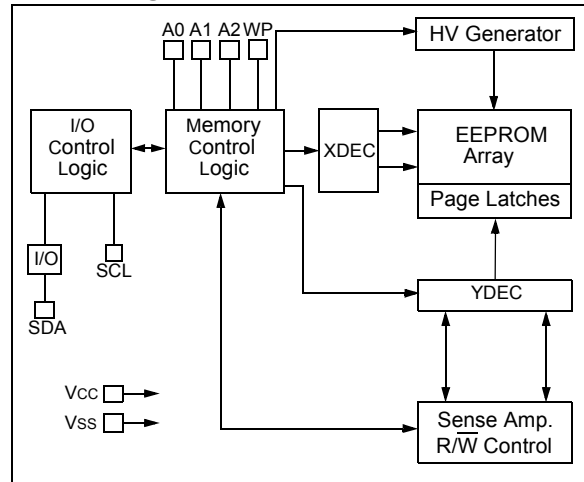 A0 A1 A2 WP
HV Generator
I/O
Control
Logic
Memory
Control
Logic
XDEC
EEPROM
Array
Page Latches
I/O
SCL
SDA
YDEC
VCC
VSS
Sense Amp.
R/W̅ Control